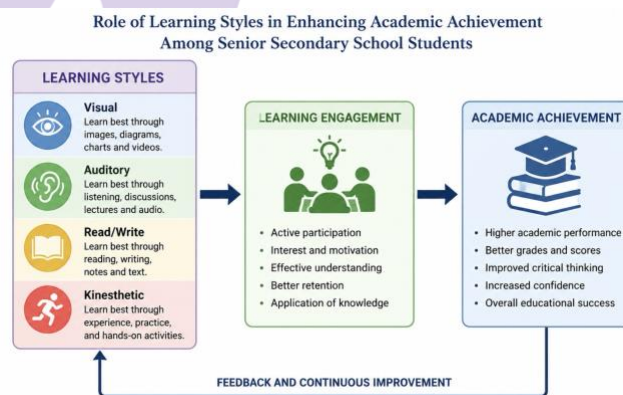 Role of Learning Styles in Enhancing Academic Achievement
Among Senior Secondary School Students
LEARNING STYLES
Visual
Learn best through
images, diagrams,
charts and videos.
Auditory
Learn best through
listening, discussions,
lectures and audio.
Read/Write
Learn best through
reading, writing,
notes and text.
Kinesthetic
Learn best through
experience, practice,
and hands-on activities.
LEARNING ENGAGEMENT
• Active participation
• Interest and motivation
• Effective understanding
• Better retention
• Application of knowledge
ACADEMIC ACHIEVEMENT
• Higher academic performance
• Better grades and scores
• Improved critical thinking
• Increased confidence
• Overall educational success
FEEDBACK AND CONTINUOUS IMPROVEMENT